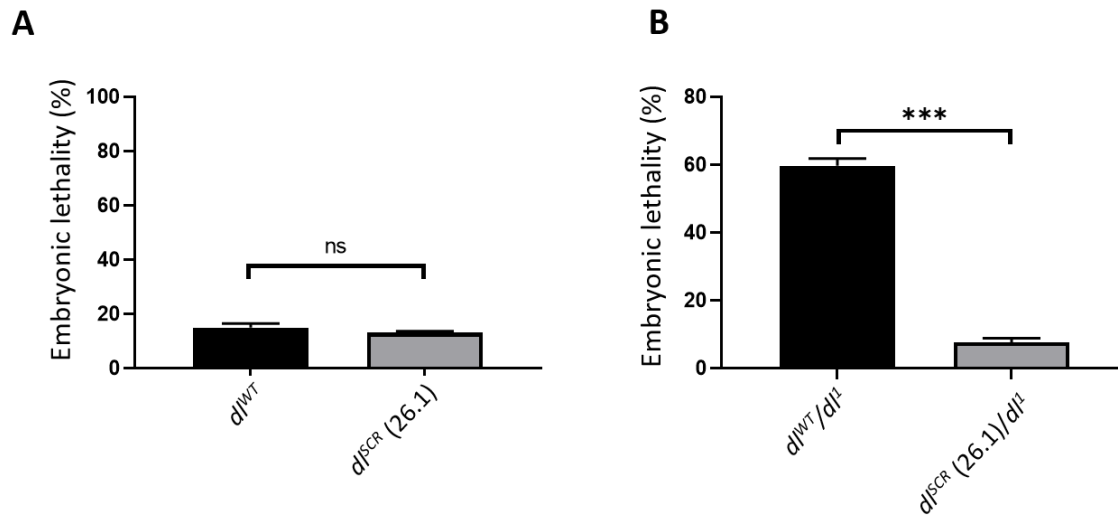 A
Embryonic lethality (%)
100
80
60
40
20
0
ns
dl^WT
dl^SCR (26.1)
B
Embryonic lethality (%)
80
60
40
20
0
***
dl^WT/dl^1
dl^SCR (26.1)/dl^1